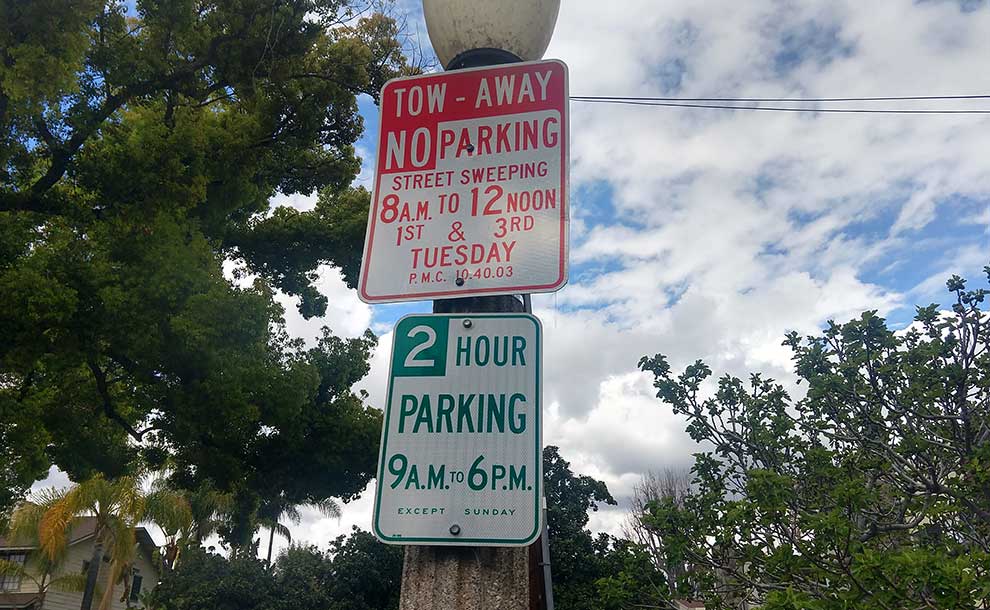 TOW - AWAY
NO PARKING
STREET SWEEPING
8 A.M. TO 12 NOON
1ST & 3RD
TUESDAY
P.M.C. 10.40.03
2 HOUR
PARKING
9 A.M. TO 6 P.M.
EXCEPT SUNDAY